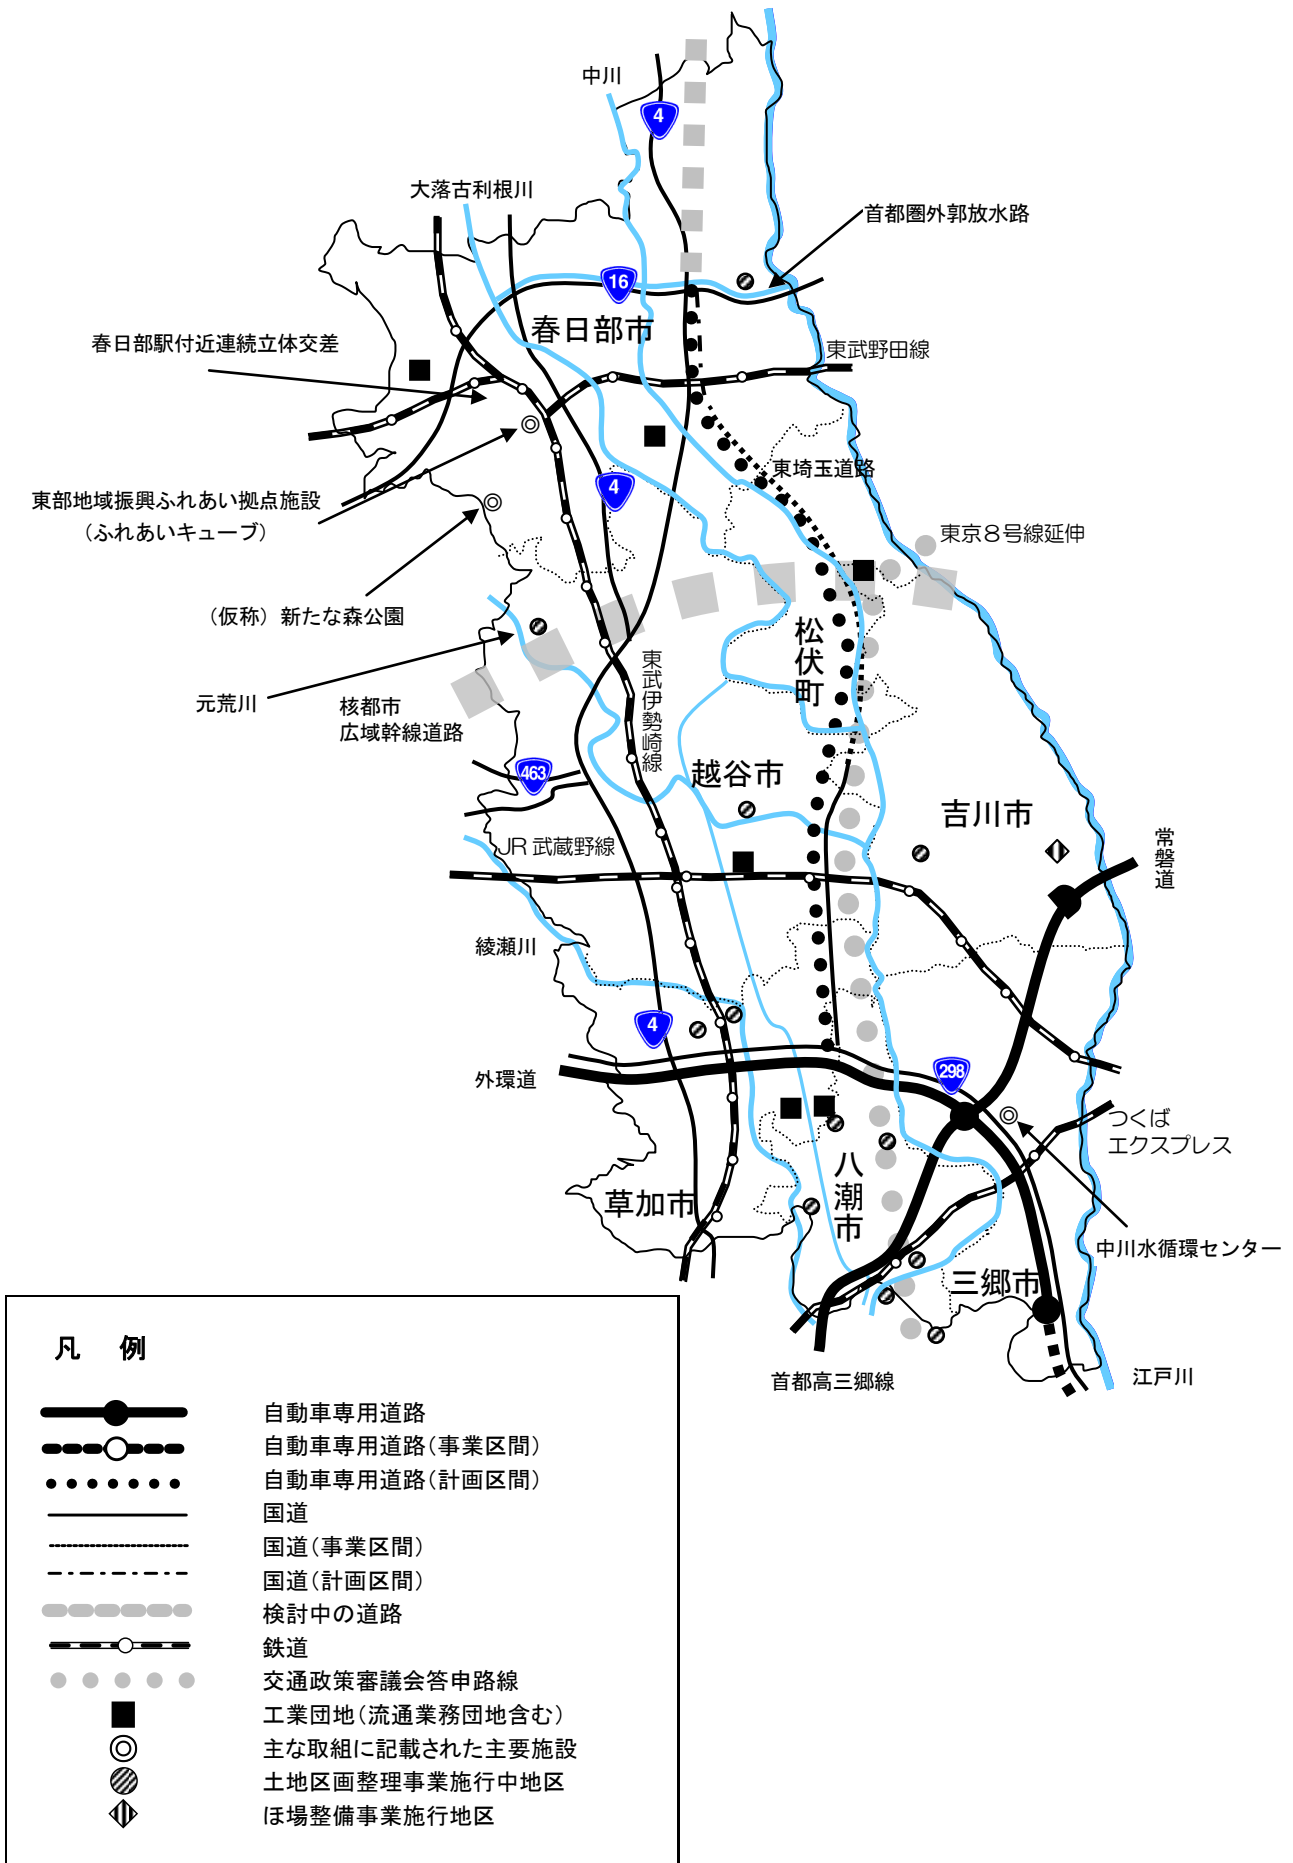 中川
4
大落古利根川
首都圏外郭放水路
16
春日部市
春日部駅付近連続立体交差
東武野田線
東埼玉道路
4
東部地域振興ふれあい拠点施設
（ふれあいキューブ）
東京８号線延伸
（仮称）新たな森公園
松伏町
東武伊勢崎線
元荒川
核都市
広域幹線道路
463
越谷市
吉川市
常磐道
JR 武蔵野線
綾瀬川
4
外環道
298
つくば
エクスプレス
八潮市
草加市
中川水循環センター
三郷市
首都高三郷線
江戸川
凡 例
自動車専用道路
自動車専用道路（事業区間）
自動車専用道路（計画区間）
国道
国道（事業区間）
国道（計画区間）
検討中の道路
鉄道
交通政策審議会答申路線
工業団地（流通業務団地含む）
主な取組に記載された主要施設
土地区画整理事業施行中地区
ほ場整備事業施行地区